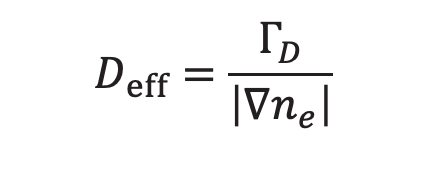 D_eff = Γ_D / |∇n_e|